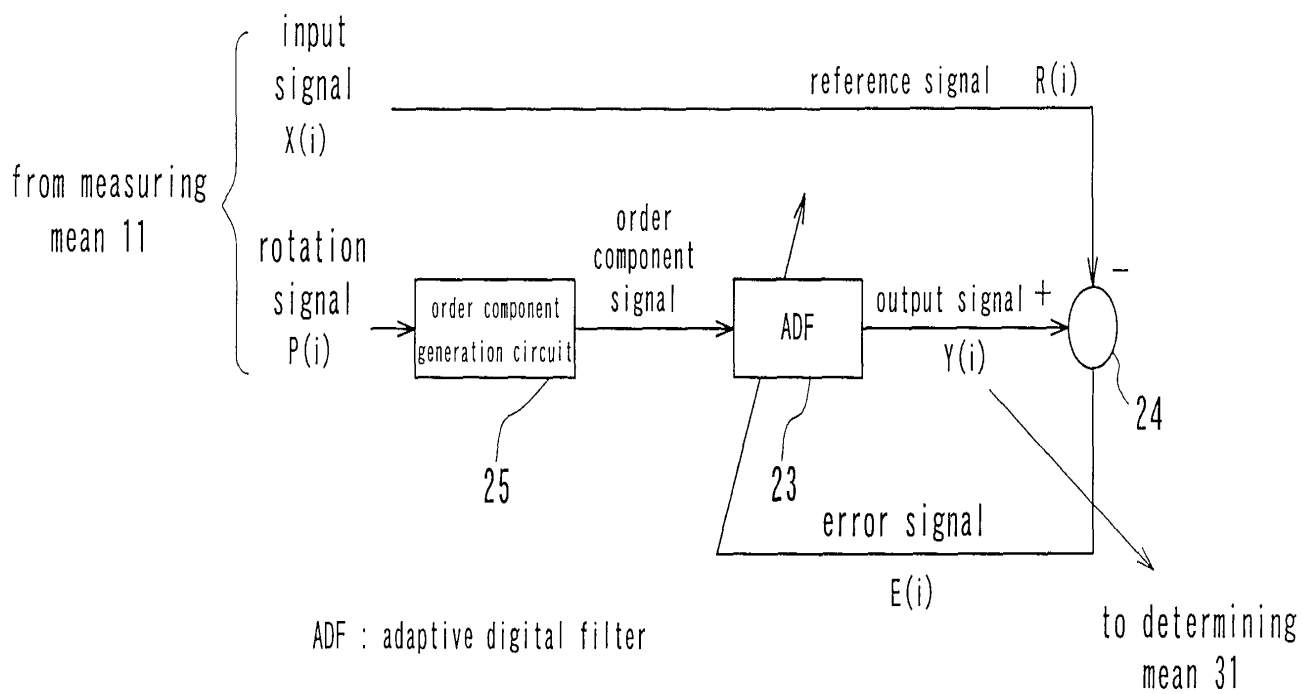 input
signal
X(i)
reference signal R(i)
from measuring
mean 11
rotation
signal
P(i)
order component
generation circuit
25
order
component
signal
ADF
23
output signal +
Y(i)
−
24
error signal
E(i)
ADF : adaptive digital filter
to determining
mean 31